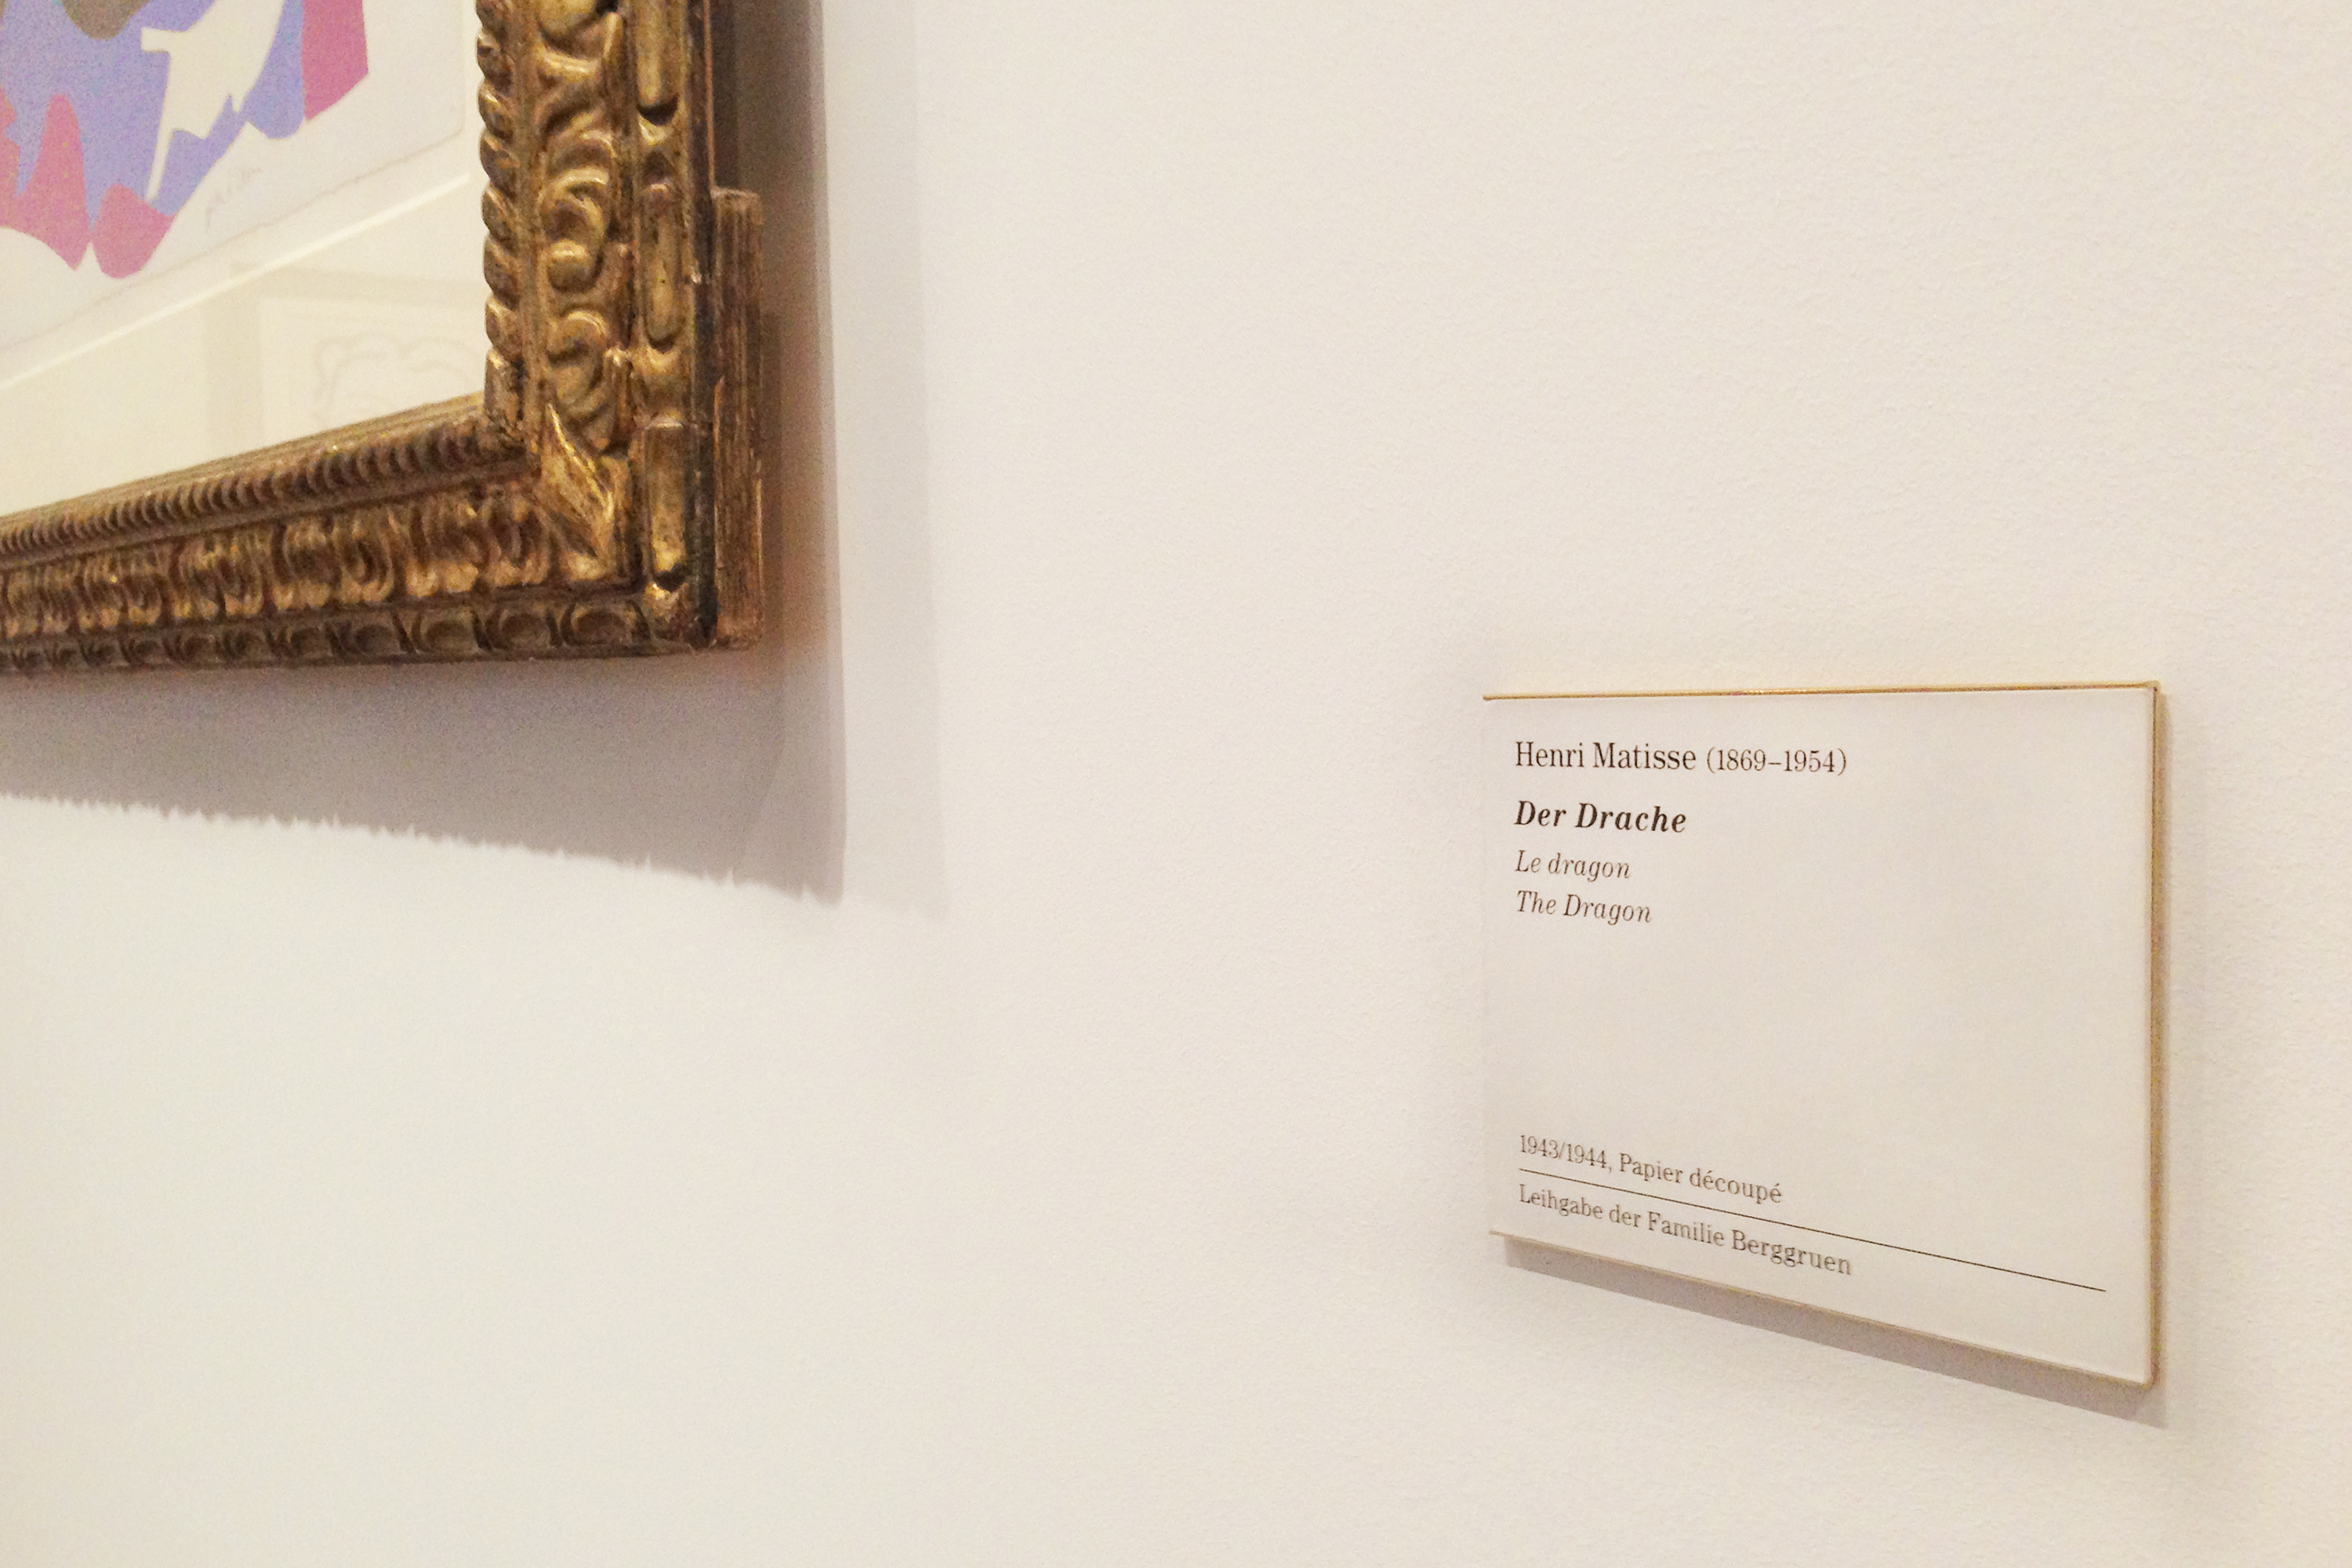 Henri Matisse (1869–1954)
Der Drache
Le dragon
The Dragon
1943/1944, Papier découpé
Leihgabe der Familie Berggruen